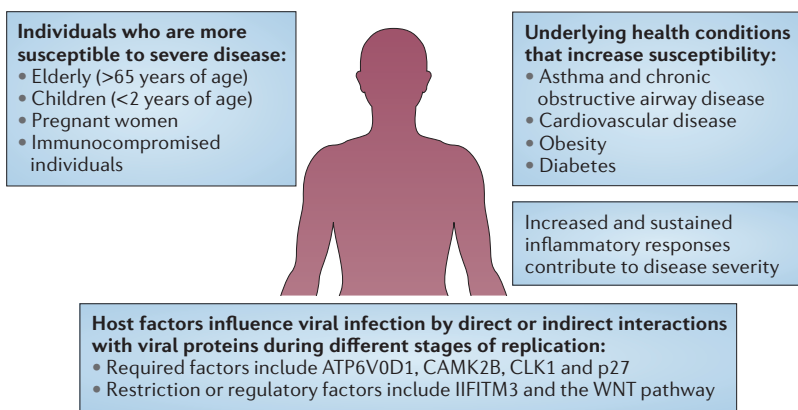 Individuals who are more
susceptible to severe disease:
• Elderly (>65 years of age)
• Children (<2 years of age)
• Pregnant women
• Immunocompromised
individuals
Underlying health conditions
that increase susceptibility:
• Asthma and chronic
obstructive airway disease
• Cardiovascular disease
• Obesity
• Diabetes
Increased and sustained
inflammatory responses
contribute to disease severity
Host factors influence viral infection by direct or indirect interactions
with viral proteins during different stages of replication:
• Required factors include ATP6V0D1, CAMK2B, CLK1 and p27
• Restriction or regulatory factors include IIFITM3 and the WNT pathway